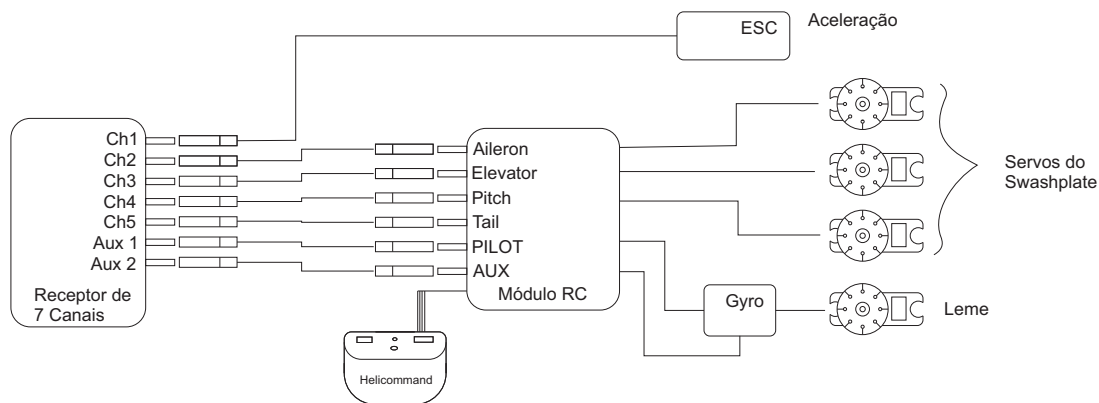 ESC
Aceleração
Ch1
Ch2
Ch3
Ch4
Ch5
Aux 1
Aux 2
Receptor de
7 Canais
Aileron
Elevator
Pitch
Tail
PILOT
AUX
Módulo RC
Helicommand
Gyro
Servos do
Swashplate
Leme